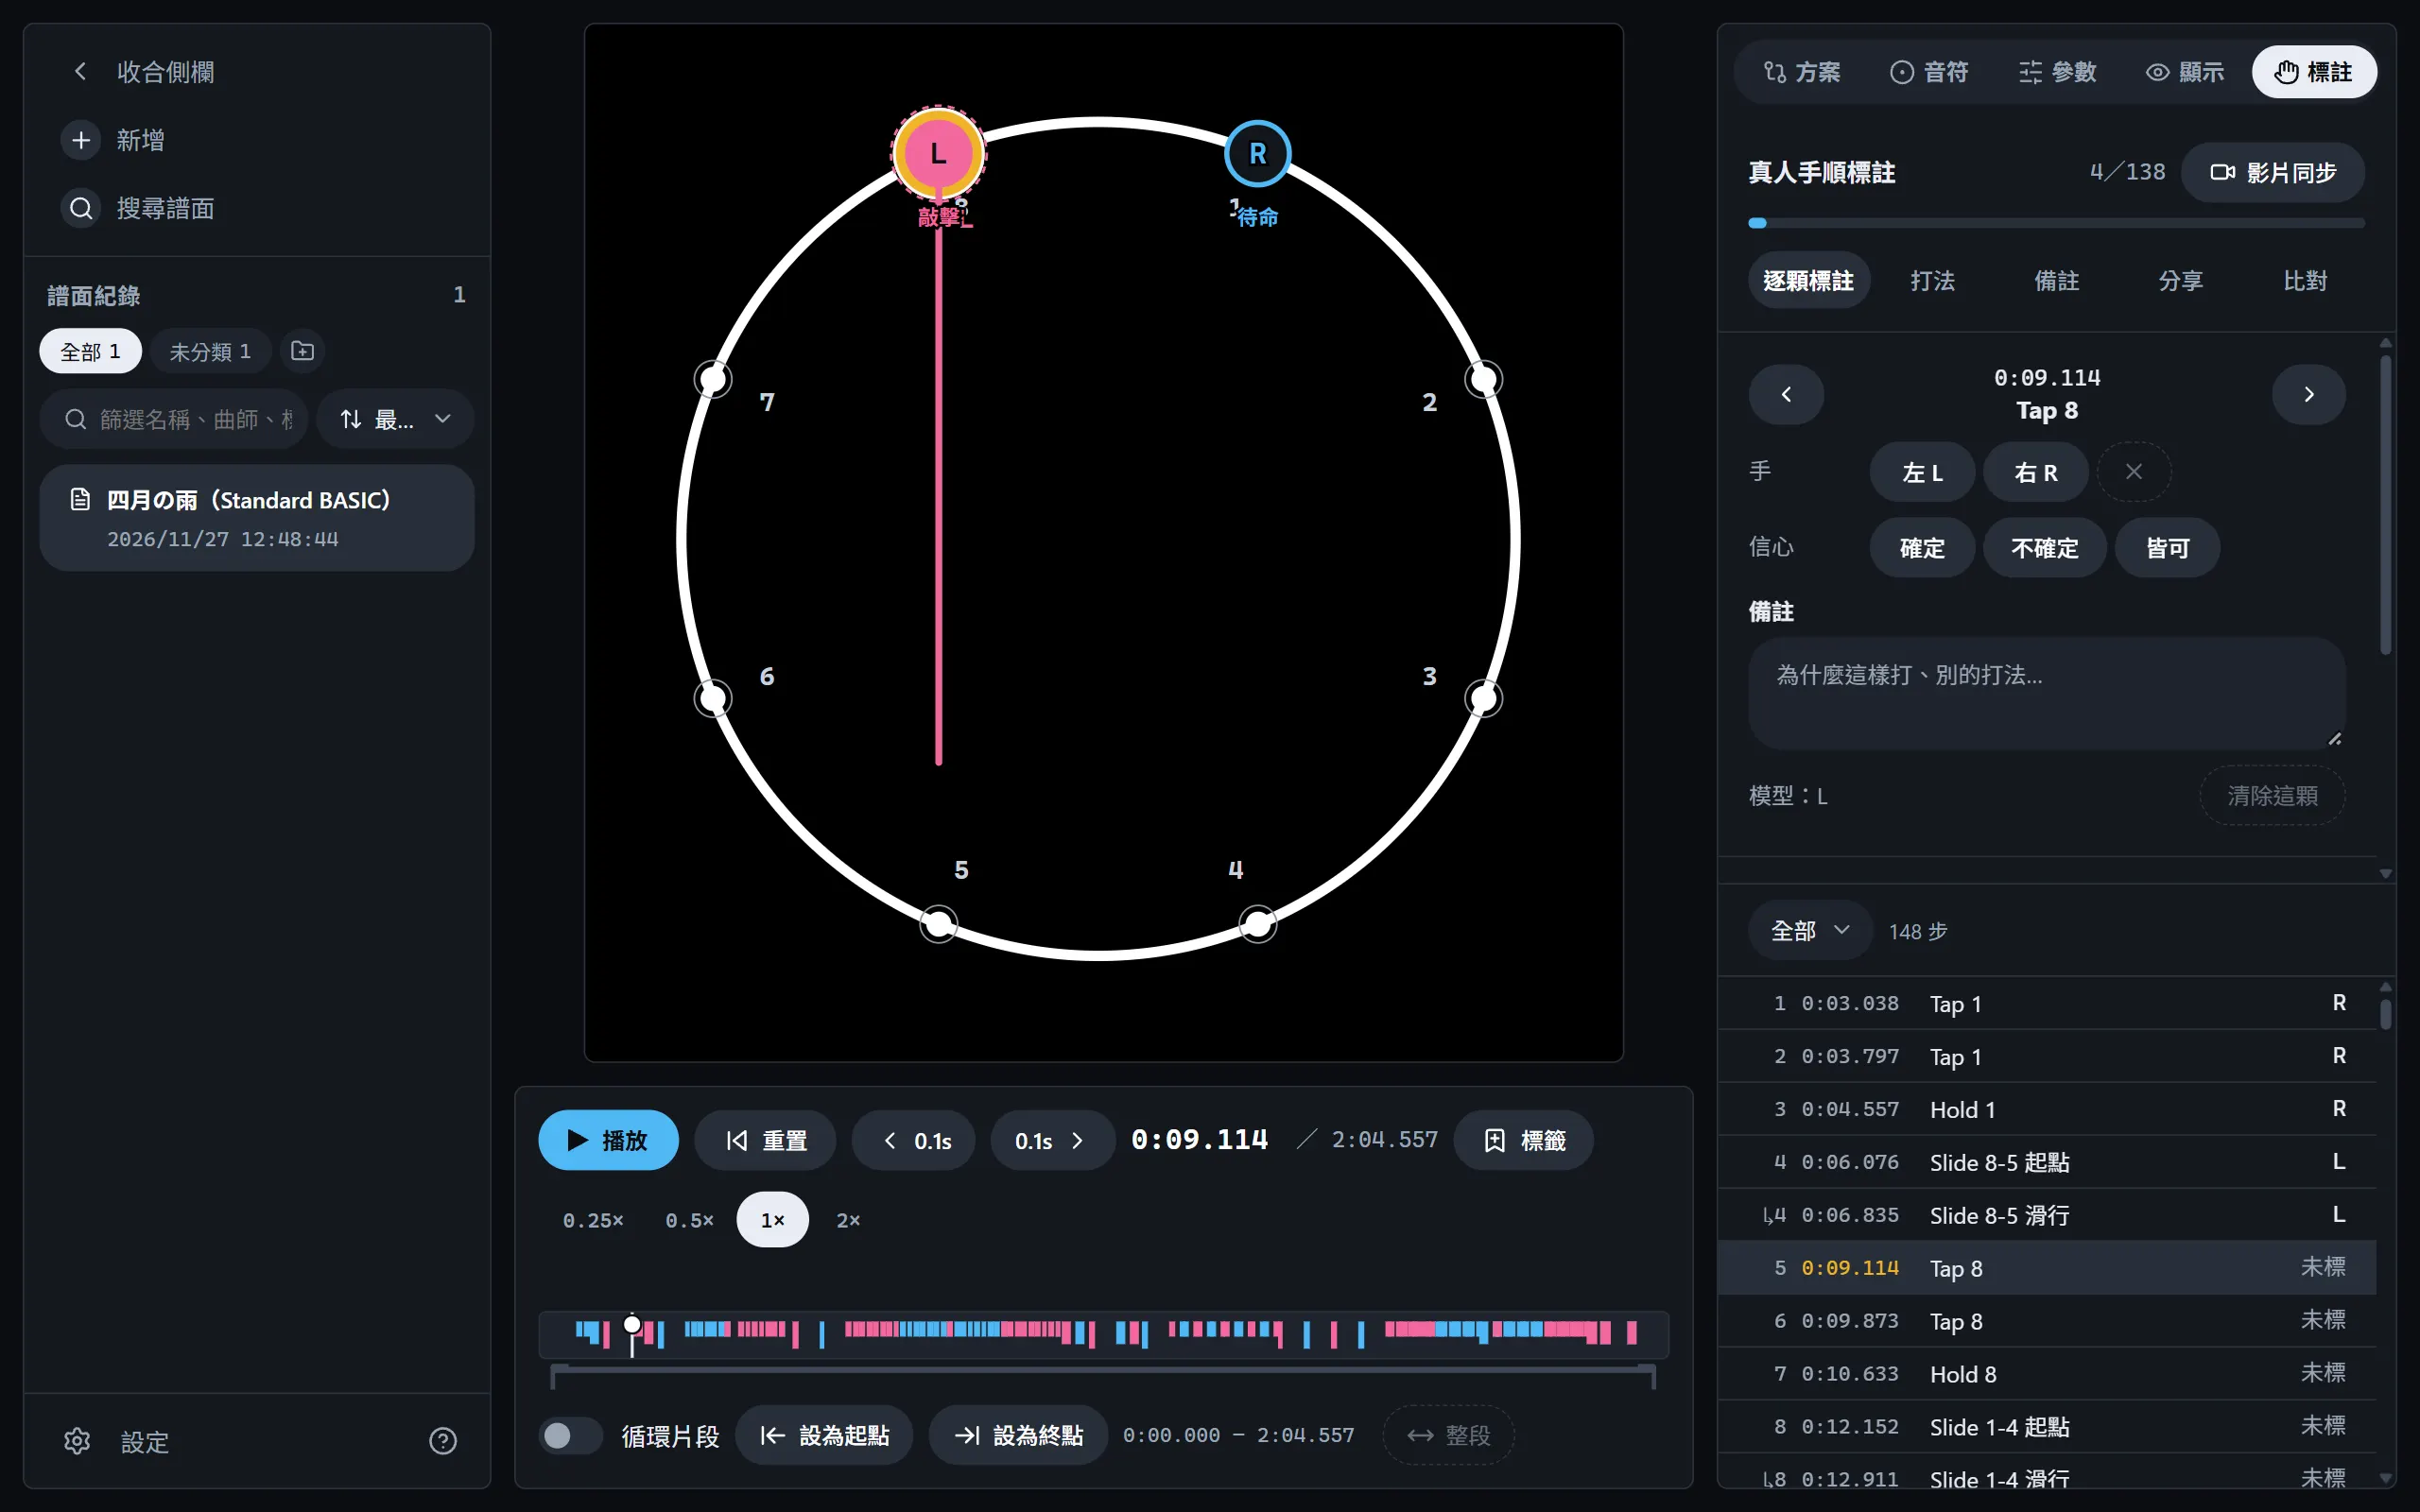 收合側欄
新增
搜尋譜面
譜面紀錄 1
全部 1 未分類 1
篩選名稱、曲師、 最...
四月の雨（Standard BASIC）
2026/11/27 12:48:44
設定
L R
敲擊 1 待命
7 2
6 3
5 4
播放 重置 0.1s 0.1s 0:09.114 ／ 2:04.557 標籤
0.25× 0.5× 1× 2×
循環片段 設為起點 設為終點 0:00.000 – 2:04.557 整段
方案 音符 參數 顯示 標註
真人手順標註 4／138 影片同步
逐顆標註 打法 備註 分享 比對
0:09.114
Tap 8
手 左 L 右 R
信心 確定 不確定 皆可
備註
為什麼這樣打、別的打法...
模型：L 清除這顆
全部 148 步
1 0:03.038 Tap 1 R
2 0:03.797 Tap 1 R
3 0:04.557 Hold 1 R
4 0:06.076 Slide 8-5 起點 L
↳4 0:06.835 Slide 8-5 滑行 L
5 0:09.114 Tap 8 未標
6 0:09.873 Tap 8 未標
7 0:10.633 Hold 8 未標
8 0:12.152 Slide 1-4 起點 未標
↳8 0:12.911 Slide 1-4 滑行 未標